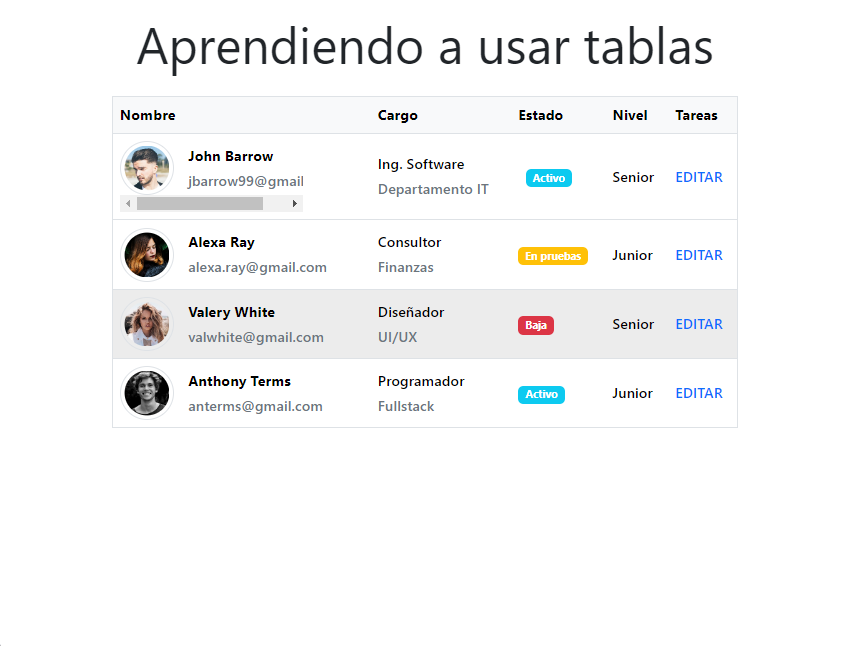 Aprendiendo a usar tablas
Nombre Cargo Estado Nivel Tareas
John Barrow
jbarrow99@gmail
Ing. Software
Departamento IT
Activo
Senior
EDITAR
Alexa Ray
alexa.ray@gmail.com
Consultor
Finanzas
En pruebas
Junior
EDITAR
Valery White
valwhite@gmail.com
Diseñador
UI/UX
Baja
Senior
EDITAR
Anthony Terms
anterms@gmail.com
Programador
Fullstack
Activo
Junior
EDITAR